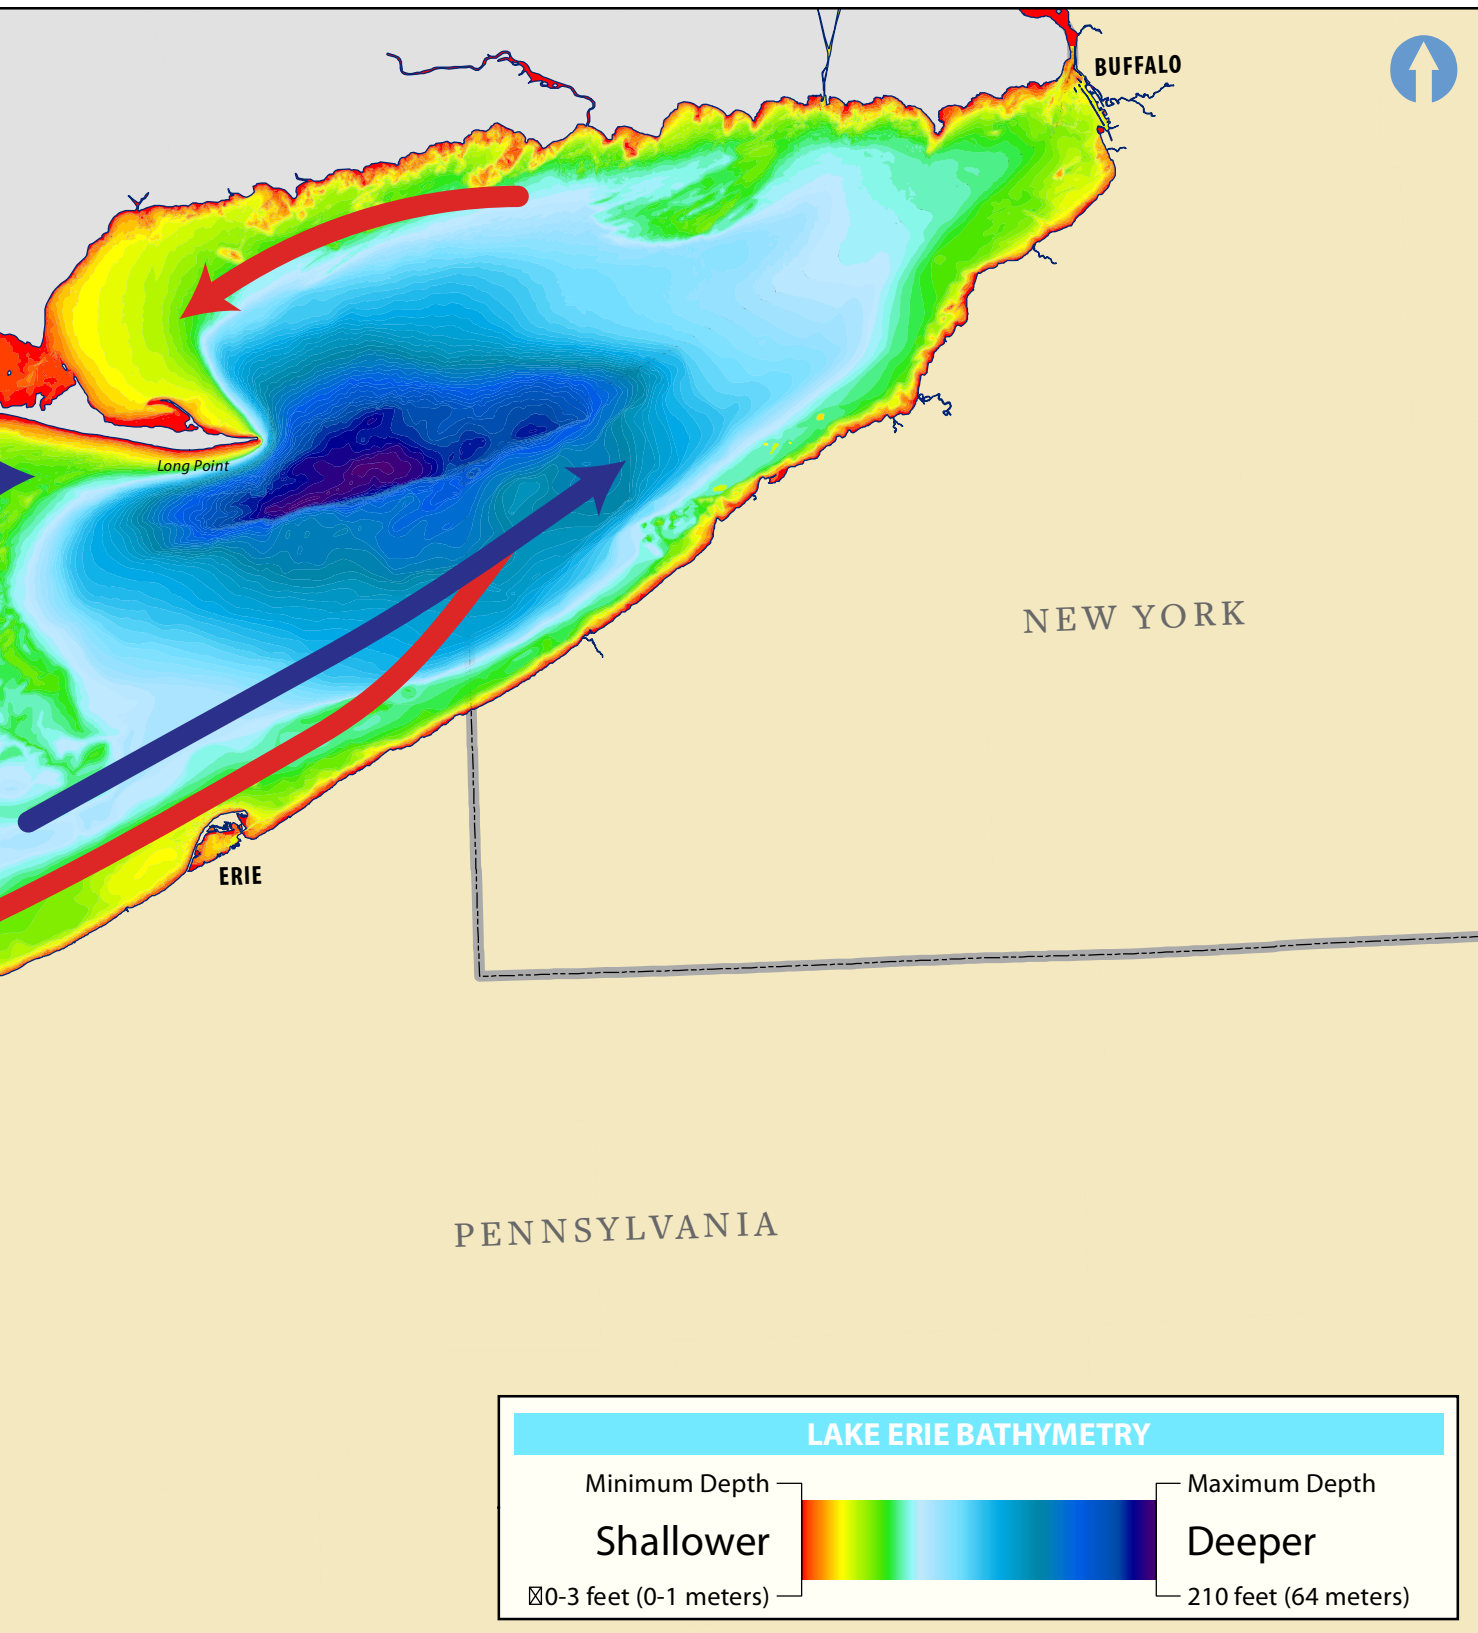 BUFFALO
Long Point
NEW YORK
ERIE
PENNSYLVANIA
LAKE ERIE BATHYMETRY
Minimum Depth
Maximum Depth
Shallower
Deeper
0-3 feet (0-1 meters)
210 feet (64 meters)